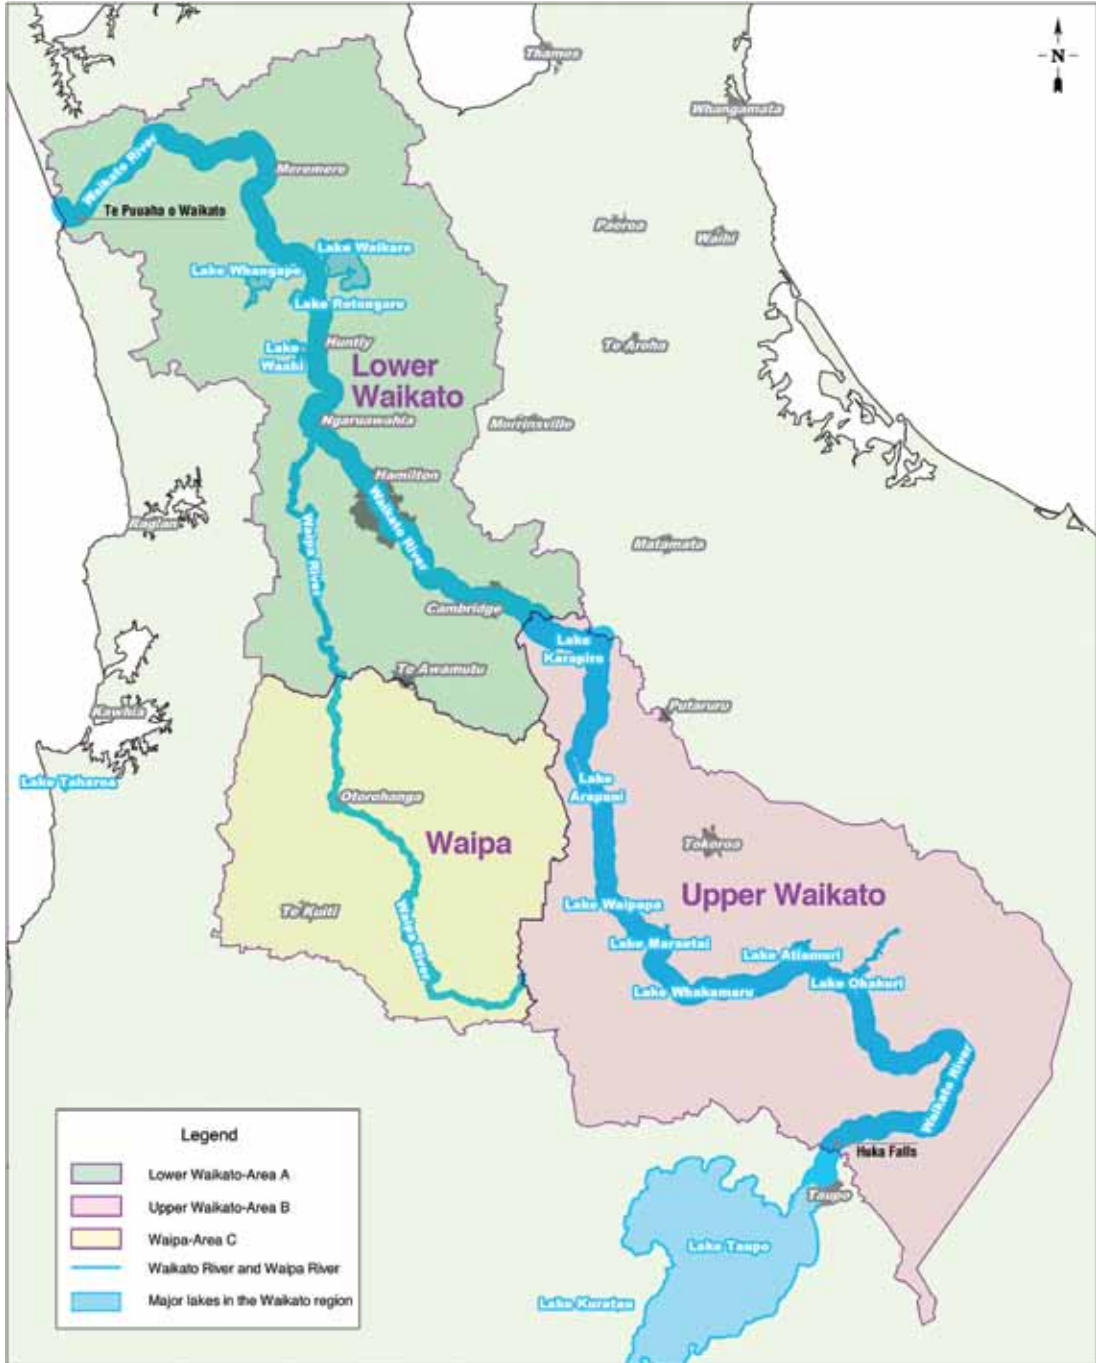 Thames
N
Whangamata
Waikato River
Meremere
Te Puuaha o Waikato
Paeroa
Waihi
Lake Waikare
Lake Whangape
Lake Rotongaro
Huntly
Lake
Waahi
Te Aroha
Lower
Waikato
Ngaruawahia
Morrinsville
Hamilton
Waikato River
Raglan
Waipa River
Matamata
Cambridge
Lake
Karapiro
Te Awamutu
Kawhia
Putaruru
Lake Taharoa
Lake
Arapuni
Otorohanga
Waipa
Tokoroa
Upper Waikato
Te Kuiti
Lake Waipapa
Waipa River
Lake Maraetai
Lake Atiamuri
Lake Ohakuri
Lake Whakamaru
Waikato River
Huka Falls
Taupo
Lake Taupo
Lake Kuratau
Legend
Lower Waikato-Area A
Upper Waikato-Area B
Waipa-Area C
Waikato River and Waipa River
Major lakes in the Waikato region